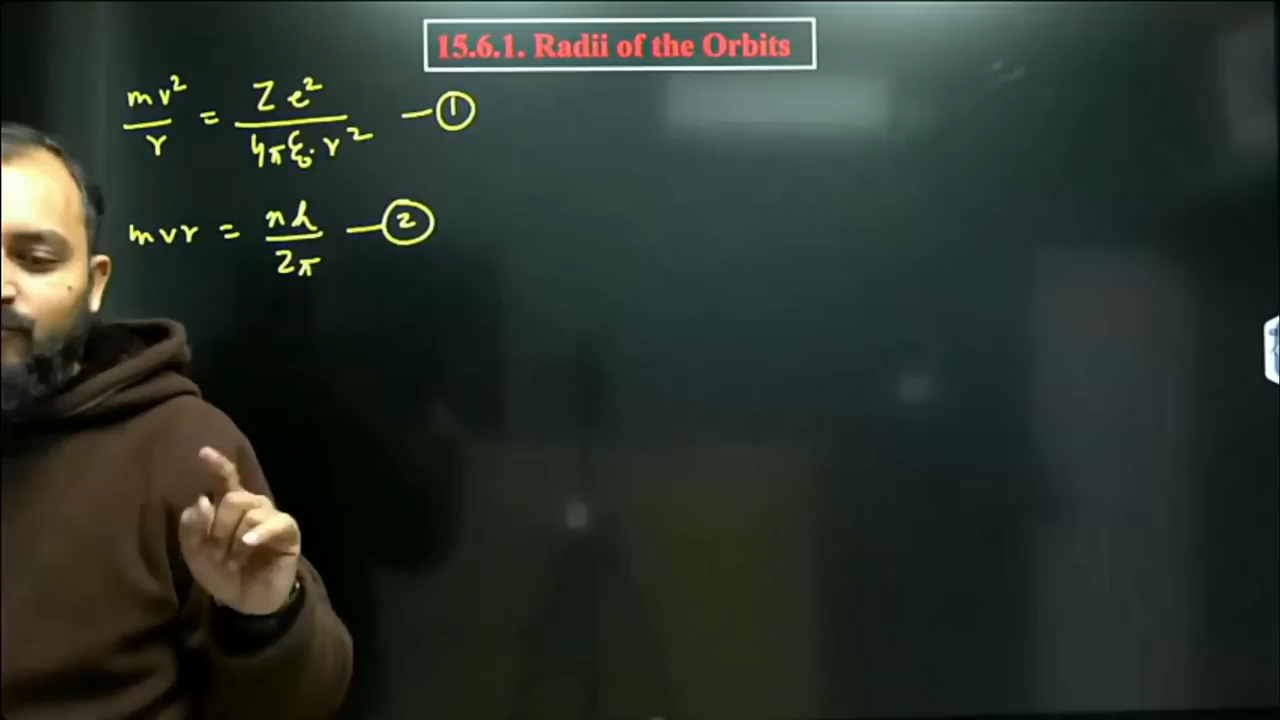 15.6.1. Radii of the Orbits
mv²/r = Ze²/4πε₀r² —①
mvr = nh/2π —②